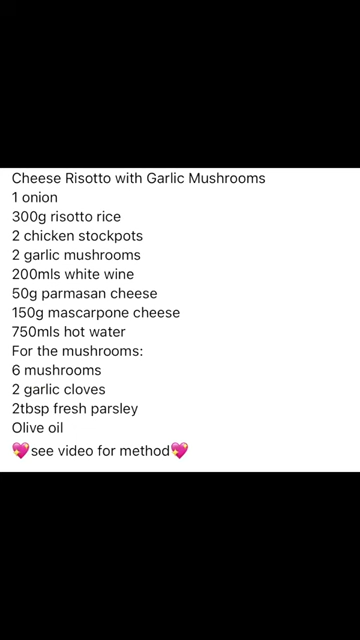 Cheese Risotto with Garlic Mushrooms
1 onion
300g risotto rice
2 chicken stockpots
2 garlic mushrooms
200mls white wine
50g parmasan cheese
150g mascarpone cheese
750mls hot water
For the mushrooms:
6 mushrooms
2 garlic cloves
2tbsp fresh parsley
Olive oil
💖see video for method💖